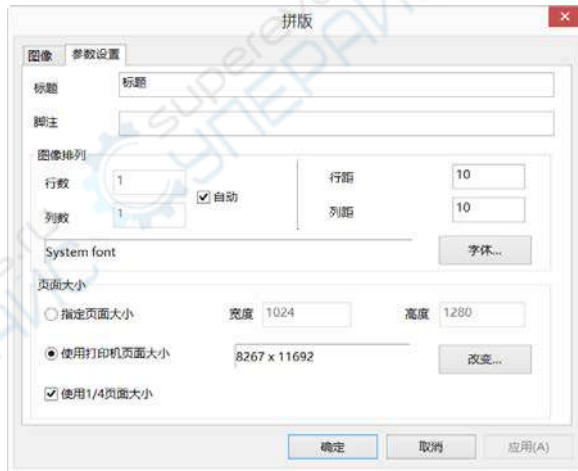 拼版
图像 参数设置
标题 标题
脚注
图像排列
行数 1 行距 10
自动
列数 1 列距 10
System font 字体...
页面大小
指定页面大小 宽度 1024 高度 1280
使用打印机页面大小 8267 x 11692 改变...
使用1/4页面大小
确定 取消 应用(A)